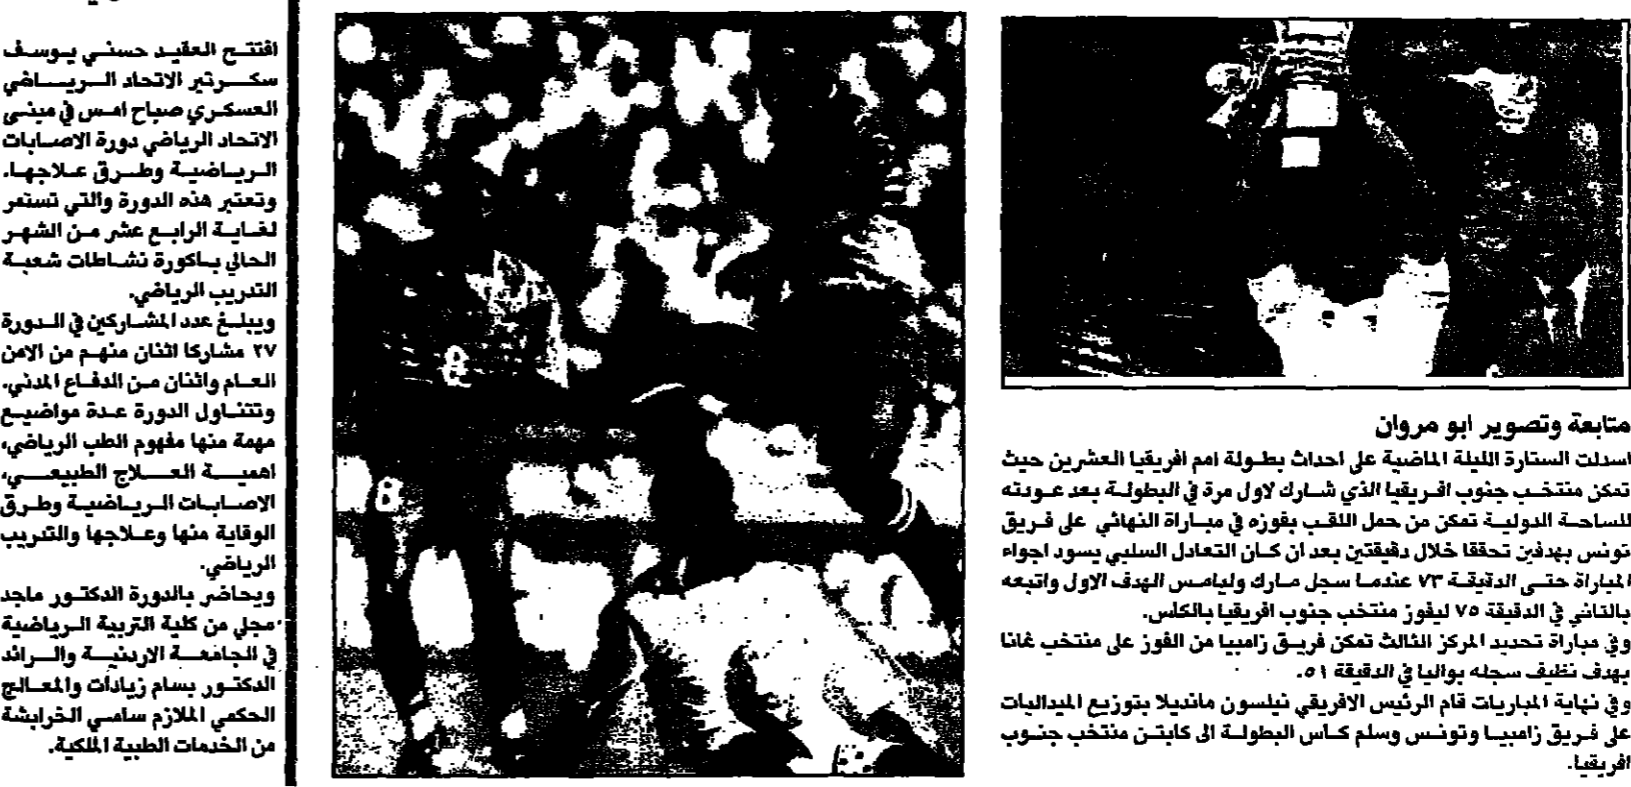 متابعة وتصوير ابو مروان
اسدلت الستارة الليلة الماضية على احداث بطولة امم افريقيا العشرين حيث
تمكن منتخب جنوب افريقيا الذي شارك لاول مرة في البطولة بعد عودته
للساحة الدولية تمكن من حمل اللقب بفوزه في مباراة النهائي على فريق
تونس بهدفين تحققا خلال دقيقتين بعد ان كان التعادل السلبي يسود اجواء
المباراة حتى الدقيقة ٧٣ عندما سجل مارك وليامس الهدف الاول واتبعه
بالثاني في الدقيقة ٧٥ ليفوز منتخب جنوب افريقيا بالكاس.
وفي مباراة تحديد المركز الثالث تمكن فريق زامبيا من الفوز على منتخب غانا
بهدف نظيف سجله بواليا في الدقيقة ٥١.
وفي نهاية المباريات قام الرئيس الافريقي نيلسون مانديلا بتوزيع الميداليات
على فريق زامبيا وتونس وسلم كاس البطولة الى كابتن منتخب جنوب
افريقيا.
افتتح العقيد حسني يوسف
سكرتير الاتحاد الرياضي
العسكري صباح امس في مبنى
الاتحاد الرياضي دورة الاصابات
الرياضية وطرق علاجها.
وتعتبر هذه الدورة والتي تستمر
لغاية الرابع عشر من الشهر
الحالي باكورة نشاطات شعبة
التدريب الرياضي.
ويبلغ عدد المشاركين في الدورة
٢٧ مشاركا اثنان منهم من الامن
العام واثنان من الدفاع المدني.
وتتناول الدورة عدة مواضيع
مهمة منها مفهوم الطب الرياضي،
اهمية العلاج الطبيعي،
الاصابات الرياضية وطرق
الوقاية منها وعلاجها والتدريب
الرياضي.
ويحاضر بالدورة الدكتور ماجد
مجلي من كلية التربية الرياضية
في الجامعة الاردنية والرائد
الدكتور بسام زيادات والمعالج
الحكمي الملازم سامي الخرابشة
من الخدمات الطبية الملكية.